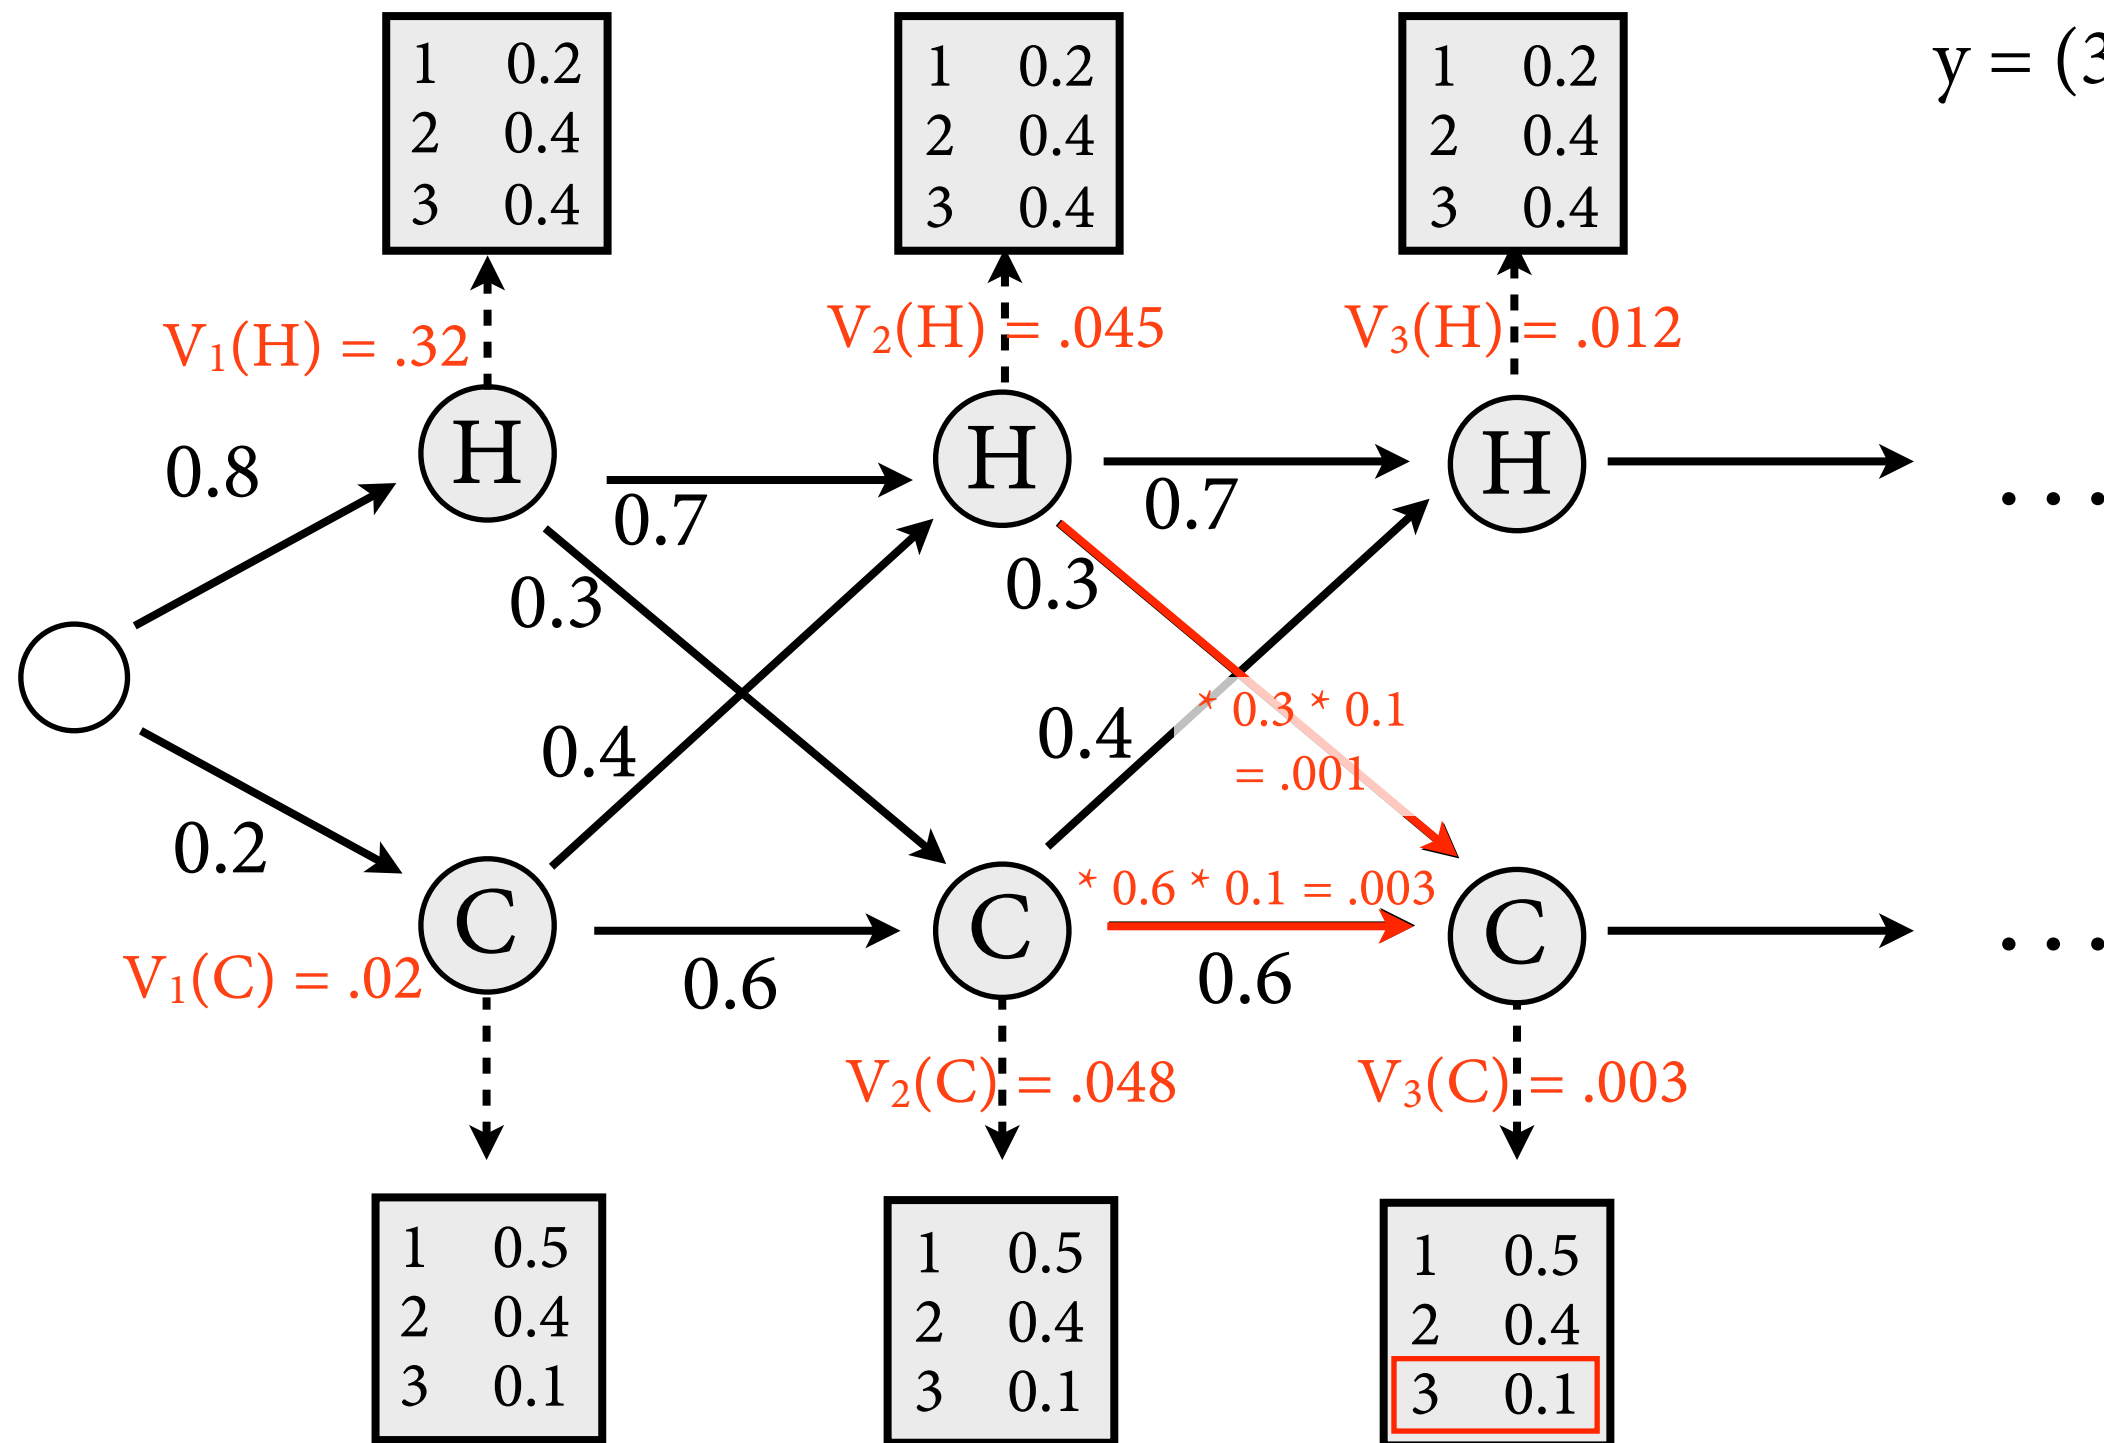 1 0.2
2 0.4
3 0.4
1 0.2
2 0.4
3 0.4
1 0.2
2 0.4
3 0.4
y = (3
V₁(H) = .32
V₂(H) = .045
V₃(H) = .012
H
H
H
0.8
0.7
0.7
0.3
0.3
. . .
0.4
0.4
* 0.3 * 0.1
= .001
0.2
* 0.6 * 0.1 = .003
C
C
C
0.6
0.6
. . .
V₁(C) = .02
V₂(C) = .048
V₃(C) = .003
1 0.5
2 0.4
3 0.1
1 0.5
2 0.4
3 0.1
1 0.5
2 0.4
3 0.1